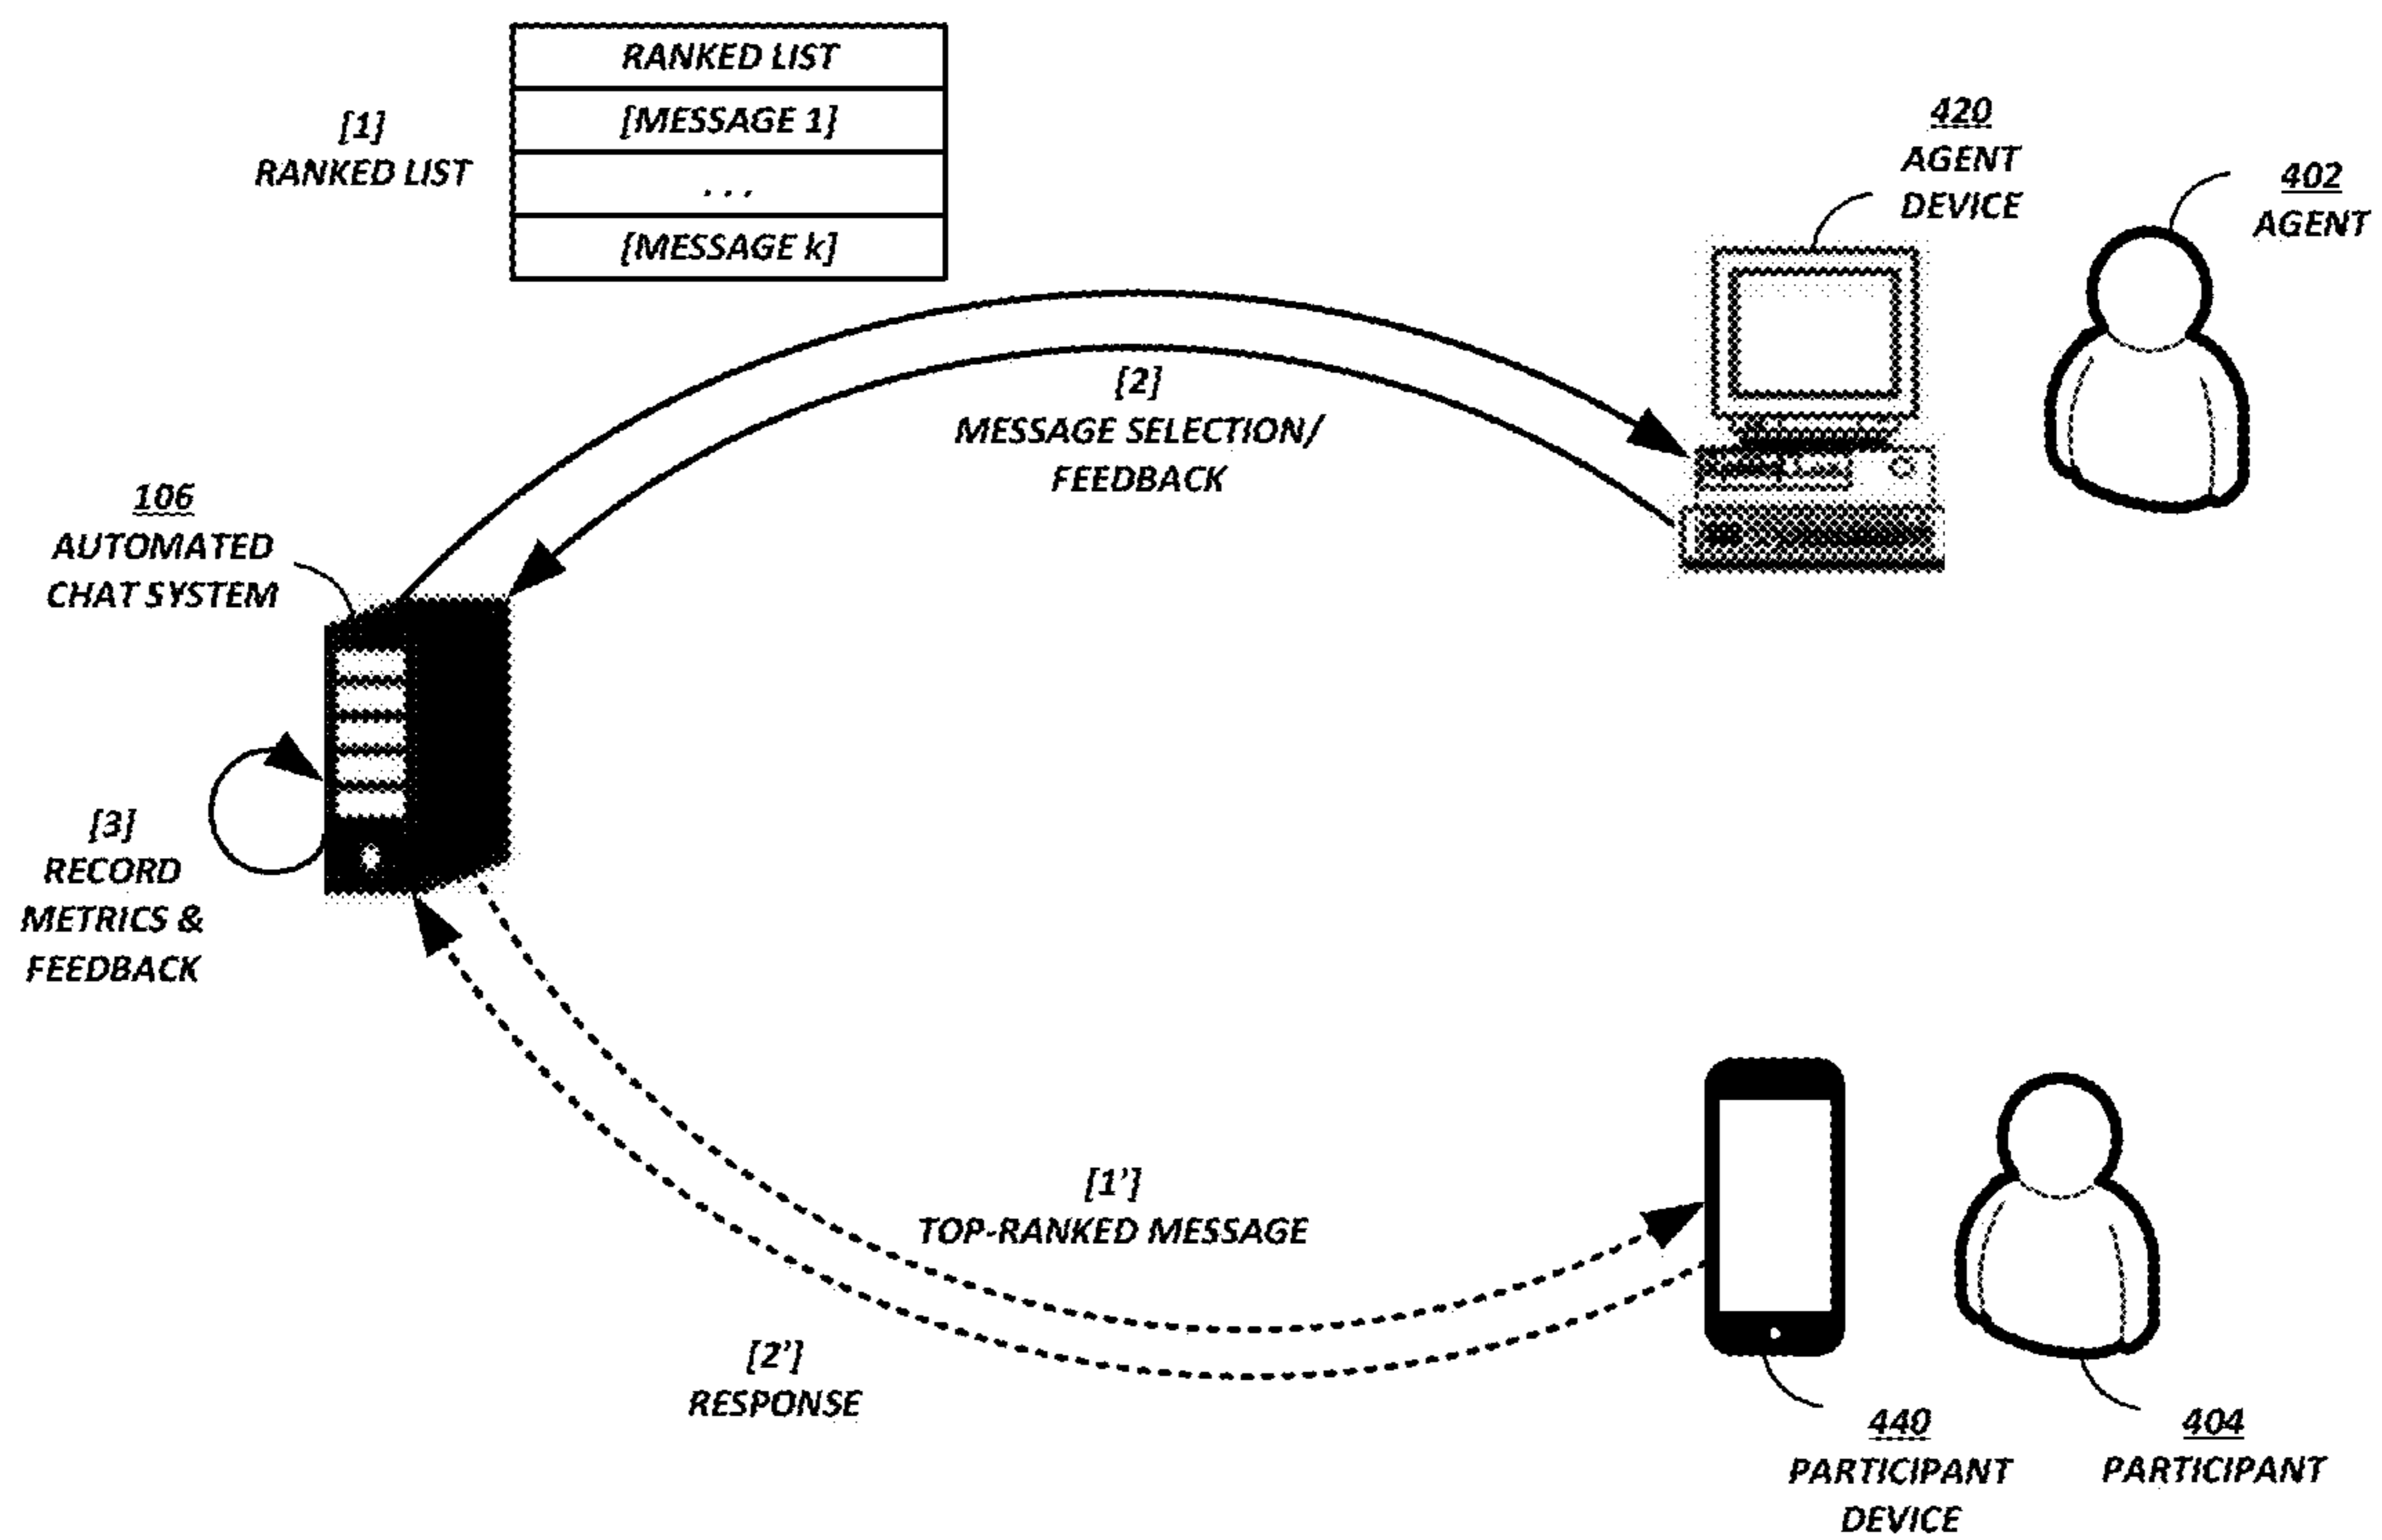 RANKED LIST
[MESSAGE 1]
...
[MESSAGE k]
[1]
RANKED LIST
420
AGENT
DEVICE
402
AGENT
[2]
MESSAGE SELECTION/
FEEDBACK
106
AUTOMATED
CHAT SYSTEM
[3]
RECORD
METRICS &
FEEDBACK
[1']
TOP-RANKED MESSAGE
[2']
RESPONSE
440
PARTICIPANT
DEVICE
404
PARTICIPANT